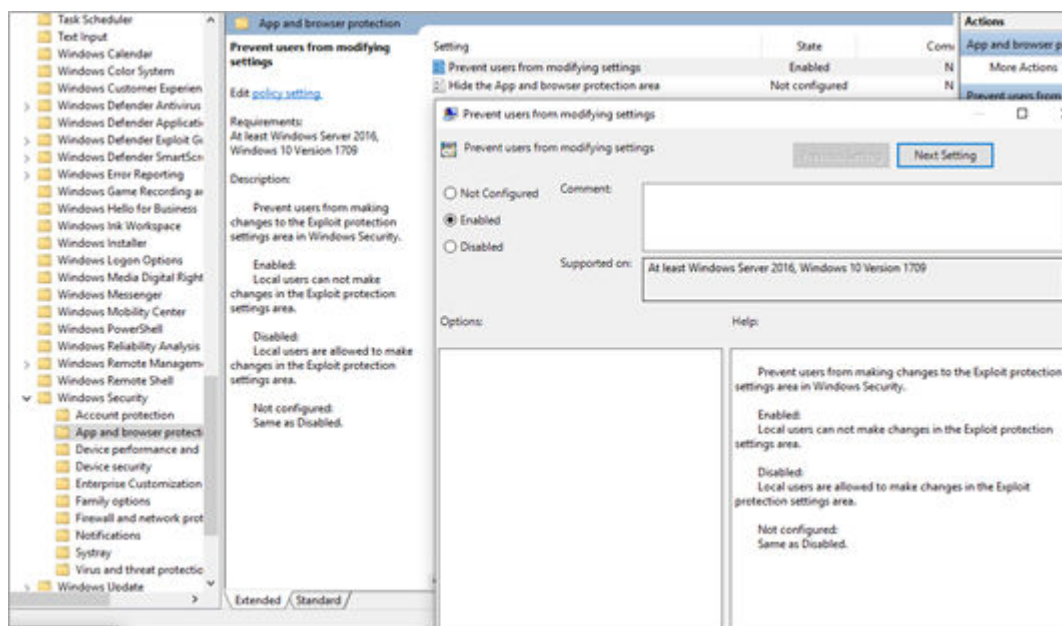 Task Scheduler
Text Input
Windows Calendar
Windows Color System
Windows Customer Experien
Windows Defender Antivirus
Windows Defender Applicati
Windows Defender Exploit G
Windows Defender SmartScr
Windows Error Reporting
Windows Game Recording a
Windows Hello for Business
Windows Ink Workspace
Windows Installer
Windows Logon Options
Windows Media Digital Right
Windows Messenger
Windows Mobility Center
Windows PowerShell
Windows Reliability Analysis
Windows Remote Managem
Windows Remote Shell
Windows Security
Account protection
App and browser protecti
Device performance and
Device security
Enterprise Customization
Family options
Firewall and network prot
Notifications
Systray
Virus and threat protectio
Windows Update
App and browser protection
Prevent users from modifying
settings
Edit policy setting.
Requirements:
At least Windows Server 2016,
Windows 10 Version 1709
Description:
Prevent users from making
changes to the Exploit protection
settings area in Windows Security.
Enabled:
Local users can not make
changes in the Exploit protection
settings area.
Disabled:
Local users are allowed to make
changes in the Exploit protection
settings area.
Not configured:
Same as Disabled.
Extended Standard
Setting State Com
Prevent users from modifying settings Enabled N
Hide the App and browser protection area Not configured N
Actions
App and browser p
More Actions
Prevent users from
Prevent users from modifying settings
Prevent users from modifying settings
Previous Setting Next Setting
Not Configured
Enabled
Disabled
Comment:
Supported on:
At least Windows Server 2016, Windows 10 Version 1709
Options:
Help:
Prevent users from making changes to the Exploit protection
settings area in Windows Security.
Enabled:
Local users can not make changes in the Exploit protection
settings area.
Disabled:
Local users are allowed to make changes in the Exploit
protection settings area.
Not configured:
Same as Disabled.